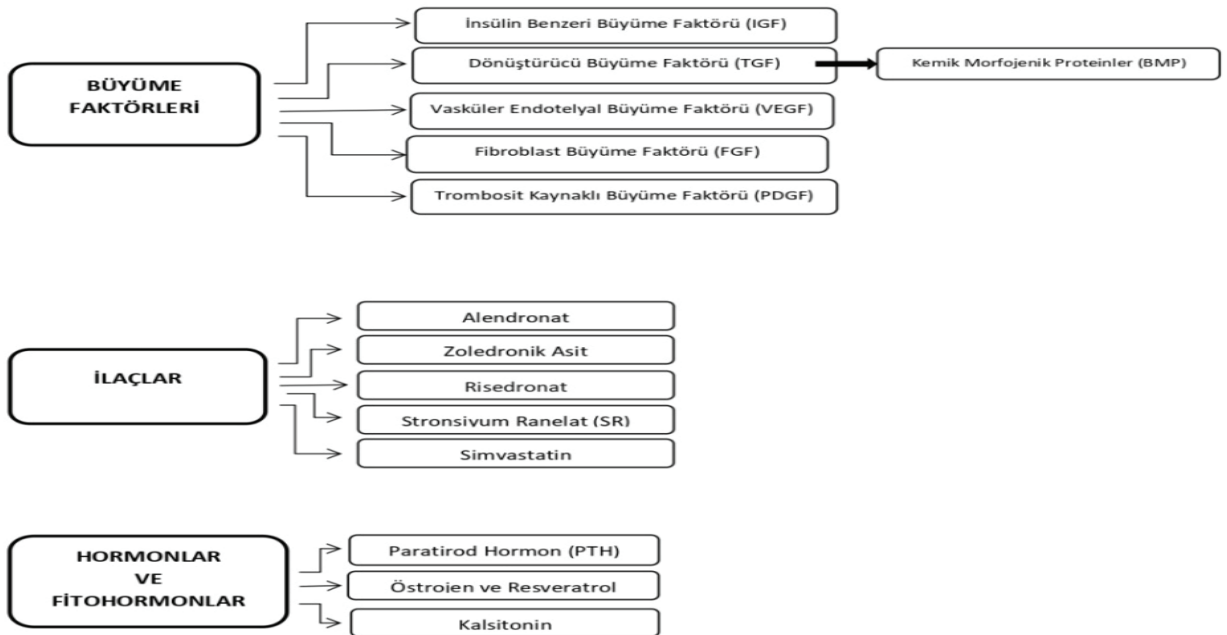 BÜYÜME
FAKTÖRLERİ
İnsülin Benzeri Büyüme Faktörü (IGF)
Dönüştürücü Büyüme Faktörü (TGF)
Kemik Morfojenik Proteinler (BMP)
Vasküler Endotelyal Büyüme Faktörü (VEGF)
Fibroblast Büyüme Faktörü (FGF)
Trombosit Kaynaklı Büyüme Faktörü (PDGF)
İLAÇLAR
Alendronat
Zoledronik Asit
Risedronat
Stronsiyum Ranelat (SR)
Simvastatin
HORMONLAR
VE
FİTOHORMONLAR
Paratirod Hormon (PTH)
Östrojen ve Resveratrol
Kalsitonin